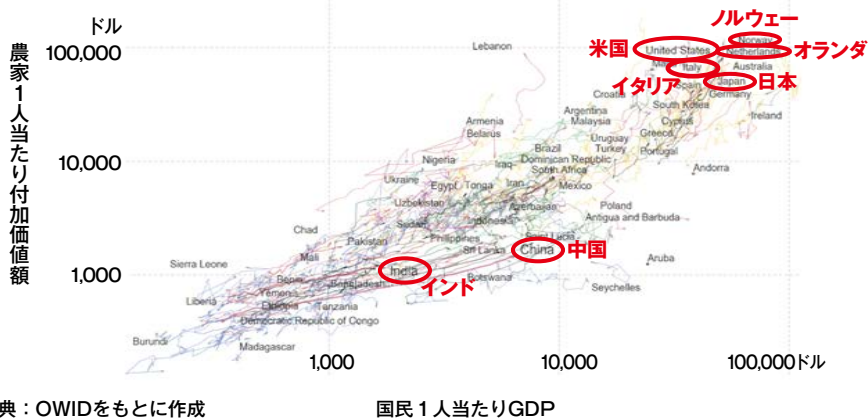 ドル
農家1人当たり付加価値額
100,000
10,000
1,000
ノルウェー
Norway
米国
United States
Netherlands
オランダ
Lebanon
Italy
Australia
イタリア
Spain
Japan
日本
Germany
Croatia
South Korea
Argentina
Ireland
Malaysia
Cyprus
Armenia
Belarus
Greece
Uruguay
Turkey
Portugal
Brazil
Nigeria
Iraq
Dominican Republic
South Africa
Andorra
Ukraine
Egypt
Tonga
Iran
Mexico
Uzbekistan
Azerbaijan
Poland
Sudan
Indonesia
Antigua and Barbuda
Chad
Pakistan
Philippines
Saint Lucia
Mali
Sri Lanka
China
中国
Sierra Leone
India
インド
Aruba
Benin
Bangladesh
Botswana
Seychelles
Yemen
Liberia
Ethiopia
Tanzania
Democratic Republic of Congo
Burundi
Madagascar
1,000
10,000
100,000ドル
典：OWIDをもとに作成
国民1人当たりGDP